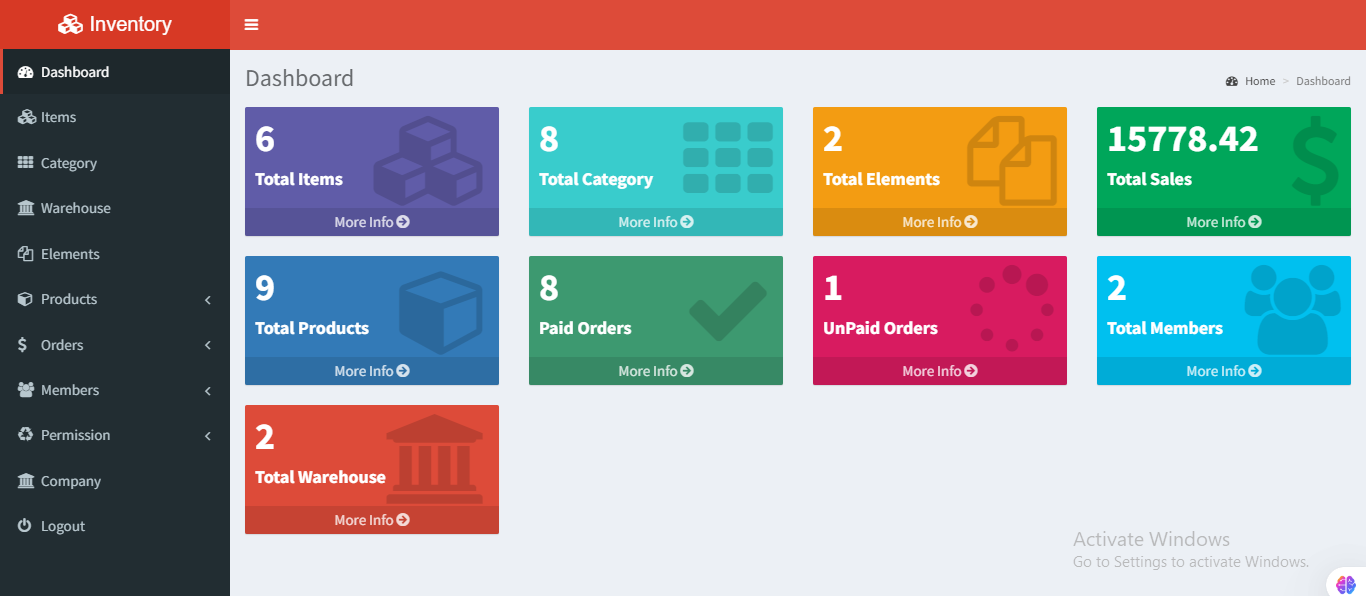 Inventory
Dashboard
Items
Category
Warehouse
Elements
Products
Orders
Members
Permission
Company
Logout
Dashboard
Home > Dashboard
6
Total Items
More Info
8
Total Category
More Info
2
Total Elements
More Info
15778.42
Total Sales
More Info
9
Total Products
More Info
8
Paid Orders
More Info
1
UnPaid Orders
More Info
2
Total Members
More Info
2
Total Warehouse
More Info
Activate Windows
Go to Settings to activate Windows.